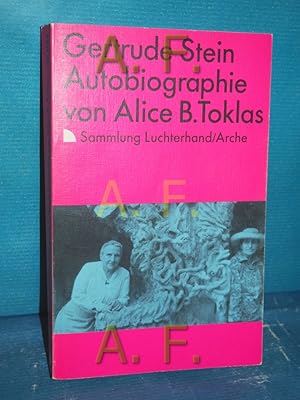 Gertrude Stein
Autobiographie
von Alice B. Toklas
Sammlung Luchterhand/Arche
A. F.
A. F.
A. F.